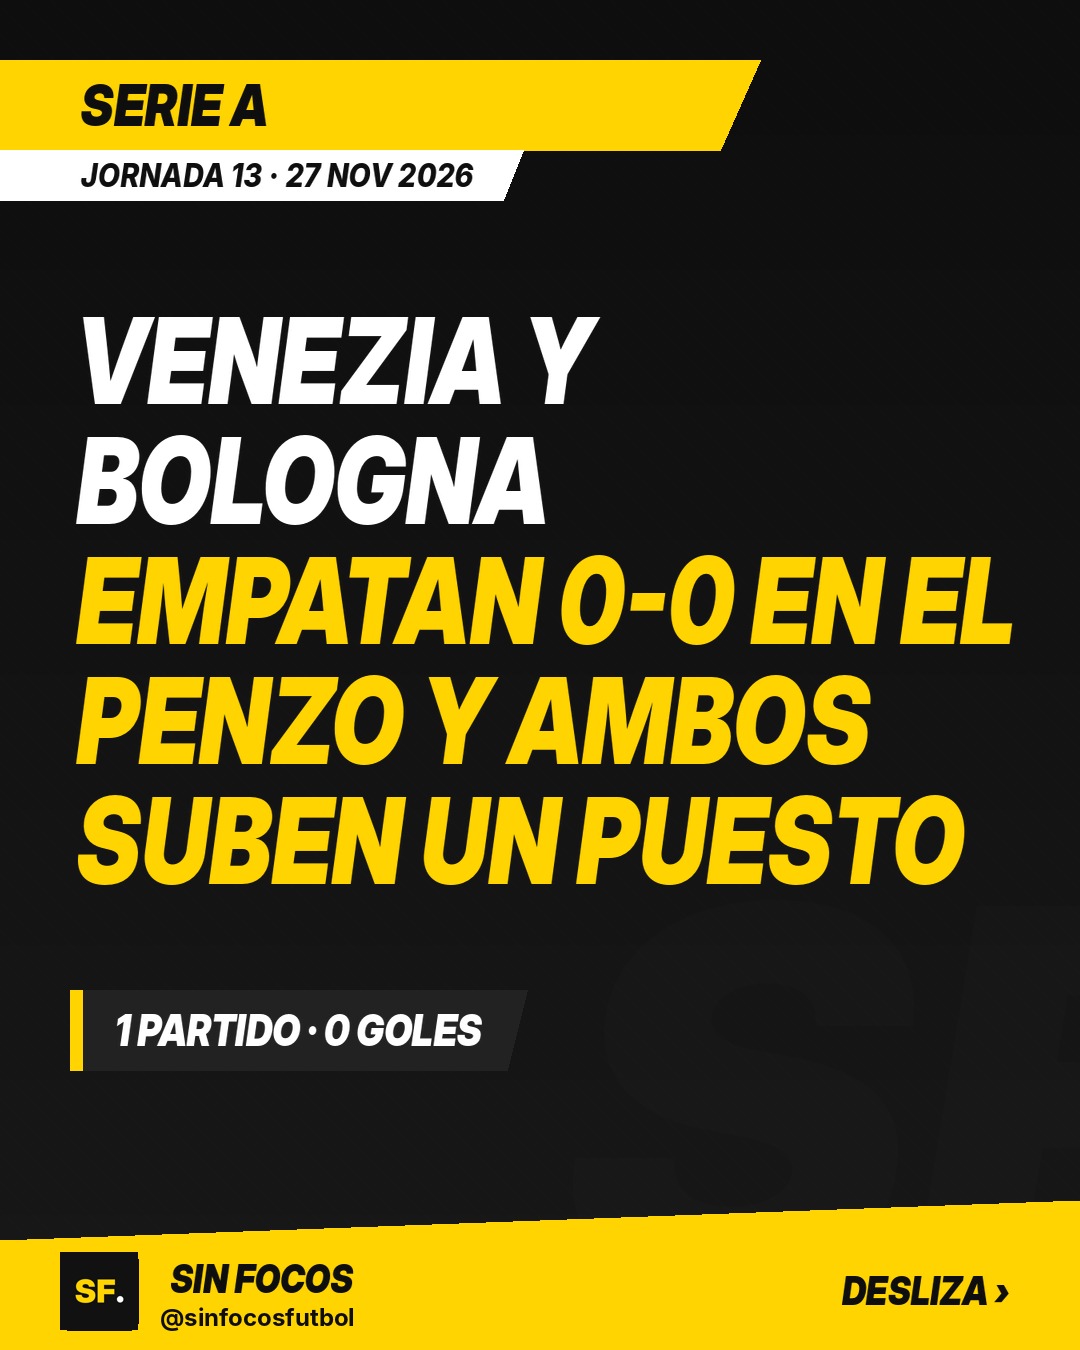 SERIE A
JORNADA 13 · 27 NOV 2026
VENEZIA Y
BOLOGNA
EMPATAN 0-0 EN EL
PENZO Y AMBOS
SUBEN UN PUESTO
1 PARTIDO · 0 GOLES
SF
SF.
SIN FOCOS
@sinfocosfutbol
DESLIZA ›